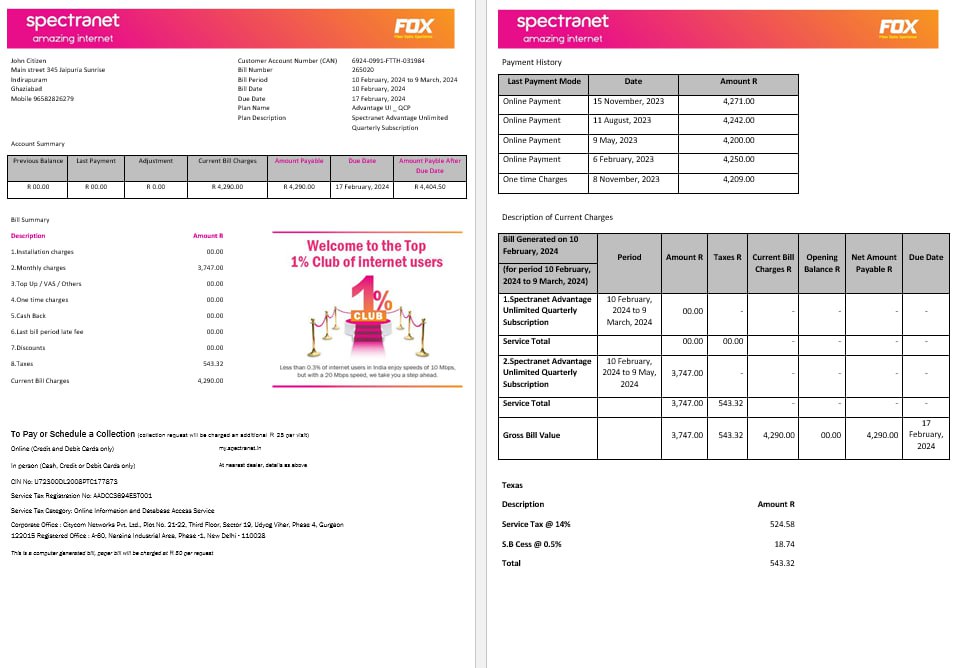 spectranet
amazing internet
FOX
John Citizen
Main street 345 Jaipuria Sunrise
Indirapuram
Ghaziabad
Mobile 96582826279
Customer Account Number (CAN) 6924-0991-FTTH-031984
Bill Number 265020
Bill Period 10 February, 2024 to 9 March, 2024
Bill Date 10 February, 2024
Due Date 17 February, 2024
Plan Name Advantage UI _ QCP
Plan Description Spectranet Advantage Unlimited
Quarterly Subscription
Account Summary
Previous Balance Last Payment Adjustment Current Bill Charges Amount Payable Due Date Amount Payble After
Due Date
R 00.00 R 00.00 R 0.00 R 4,290.00 R 4,290.00 17 February, 2024 R 4,404.50
Bill Summary
Description Amount R
1.Installation charges 00.00
2.Monthly charges 3,747.00
3.Top Up / VAS / Others 00.00
4.One time charges 00.00
5.Cash Back 00.00
6.Last bill period late fee 00.00
7.Discounts 00.00
8.Taxes 543.32
Current Bill Charges 4,290.00
Welcome to the Top
1% Club of internet users
1%
CLUB
Less than 0.3% of internet users in India enjoy speeds of 10 Mbps,
but with a 20 Mbps speed, we take you a step ahead.
To Pay or Schedule a Collection (collection request will be charged an additional R 25 per visit)
Online (Credit and Debit Cards only) my.spectranet.in
In person (Cash, Credit or Debit Cards only) At nearest dealer, details as above
CIN No: U72300DL2008PTC177873
Service Tax Registration No: AADCC3694EST001
Service Tax Category: Online Information and Database Access Service
Corporate Office : Citycom Networks Pvt. Ltd., Plot No. 21-22, Third Floor, Sector 19, Udyog Vihar, Phase 4, Gurgaon
122015 Registered Office : A-60, Naraina Industrial Area, Phase -1, New Delhi - 110028
This is a computer generated bill, paper bill will be charged at R.50 per request
spectranet
amazing internet
FOX
Payment History
Last Payment Mode Date Amount R
Online Payment 15 November, 2023 4,271.00
Online Payment 11 August, 2023 4,242.00
Online Payment 9 May, 2023 4,200.00
Online Payment 6 February, 2023 4,250.00
One time Charges 8 November, 2023 4,209.00
Description of Current Charges
Bill Generated on 10
February, 2024
(for period 10 February,
2024 to 9 March, 2024)
Period Amount R Taxes R Current Bill
Charges R Opening
Balance R Net Amount
Payable R Due Date
1.Spectranet Advantage
Unlimited Quarterly
Subscription
10 February,
2024 to 9
March, 2024
00.00 - - - - -
Service Total 00.00 00.00 - - - -
2.Spectranet Advantage
Unlimited Quarterly
Subscription
10 February,
2024 to 9 May,
2024
3,747.00 - - - - -
Service Total 3,747.00 543.32 - - - -
Gross Bill Value 3,747.00 543.32 4,290.00 00.00 4,290.00 17
February,
2024
Texas
Description Amount R
Service Tax @ 14% 524.58
S.B Cess @ 0.5% 18.74
Total 543.32